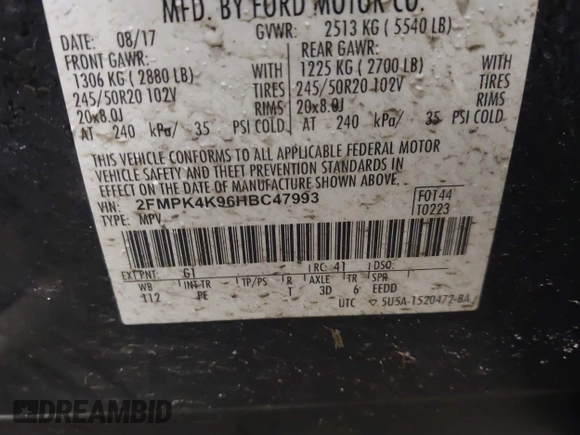 MFD. BY FORD MOTOR CO.
DATE: 08/17 GVWR: 2513 KG ( 5540 LB)
FRONT GAWR: REAR GAWR:
1306 KG ( 2880 LB) WITH 1225 KG ( 2700 LB) WITH
245/50R20 102V TIRES 245/50R20 102V TIRES
20x8.0J RIMS 20x8.0J RIMS
AT 240 kPa/ 35 PSI COLD AT 240 kPa/ 35 PSI COLD
THIS VEHICLE CONFORMS TO ALL APPLICABLE FEDERAL MOTOR
VEHICLE SAFETY AND THEFT PREVENTION STANDARDS IN
EFFECT ON THE DATE OF MANUFACTURE SHOWN ABOVE.
VIN: 2FMPK4K96HBC47993 F0T44
TYPE: MPV T0223
EXT PNT: G1 RC: 41 DSO:
WB INT TR TP/PS R AXLE TR SPR
112 PE T 3D 6 EEDD
UTC ▽ 5U5A-1520472-BA
DREAMBID